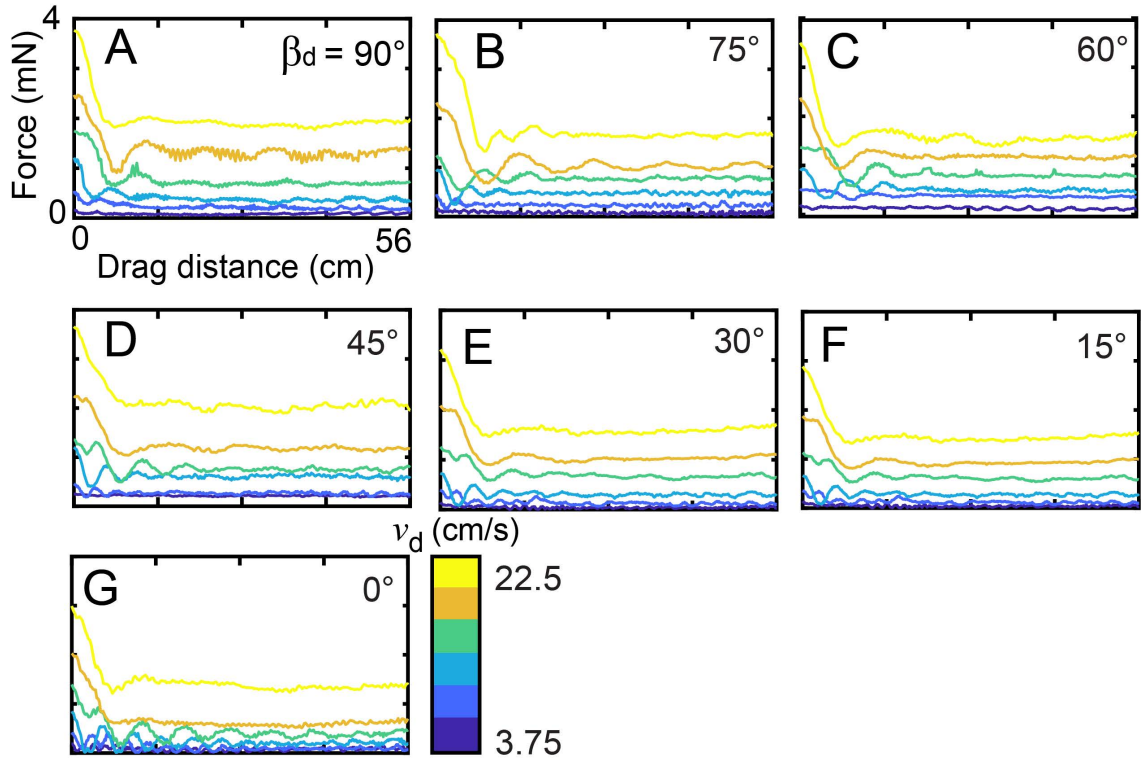 4
Force (mN)
0
A
βd = 90°
B
75°
C
60°
0
56
Drag distance (cm)
D
45°
E
30°
F
15°
G
0°
νd (cm/s)
22.5
3.75